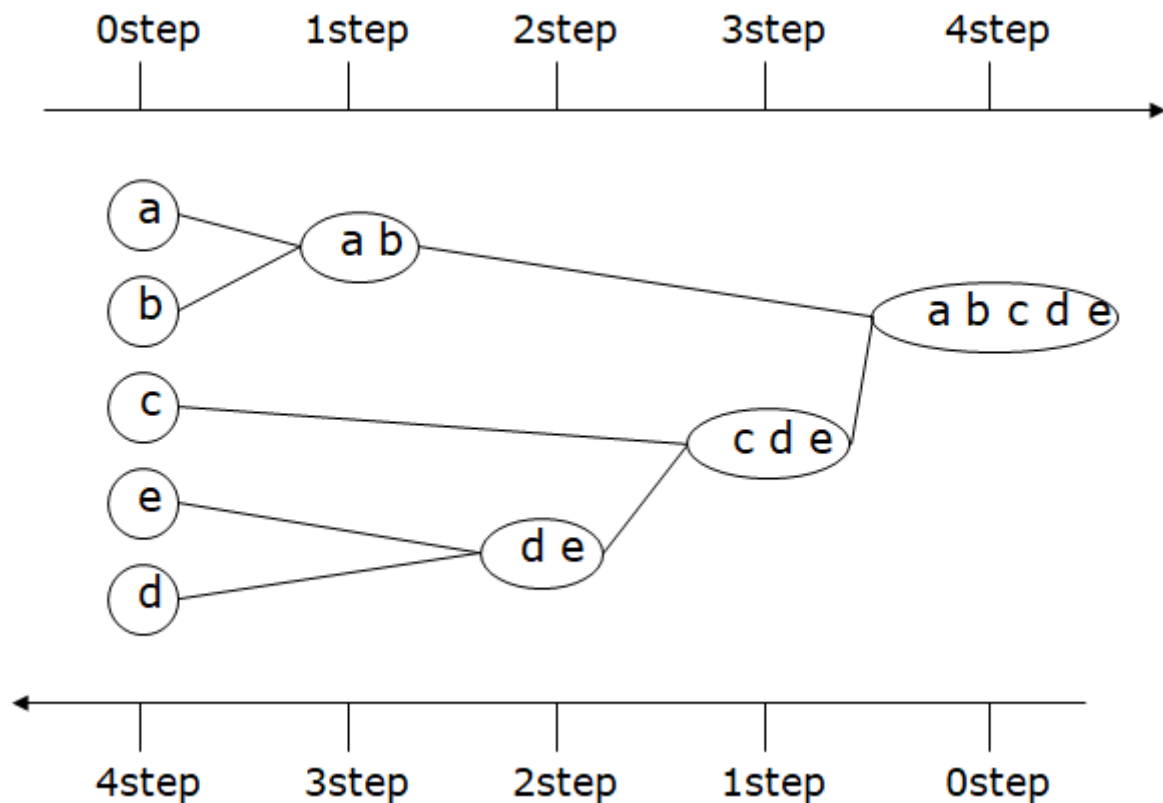 0step 1step 2step 3step 4step
a
a b
b
a b c d e
c
c d e
e
d e
d
4step 3step 2step 1step 0step